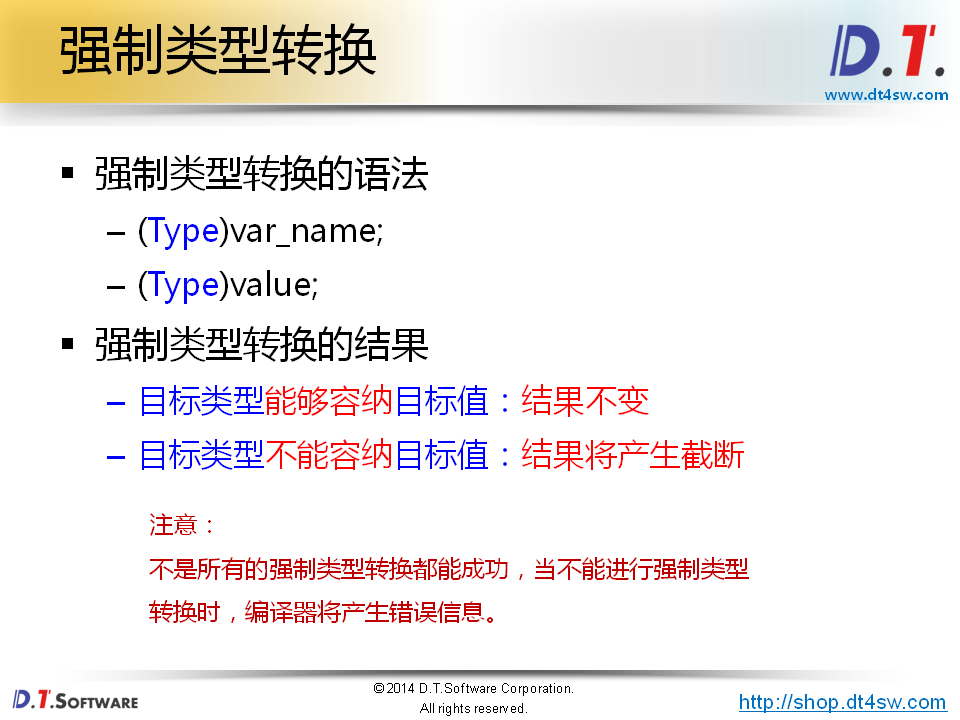 强制类型转换
D.T.
www.dt4sw.com
▪ 强制类型转换的语法
– (Type)var_name;
– (Type)value;
▪ 强制类型转换的结果
– 目标类型能够容纳目标值：结果不变
– 目标类型不能容纳目标值：结果将产生截断
注意：
不是所有的强制类型转换都能成功，当不能进行强制类型
转换时，编译器将产生错误信息。
D.T.SOFTWARE
©2014 D.T.Software Corporation.
All rights reserved.
http://shop.dt4sw.com